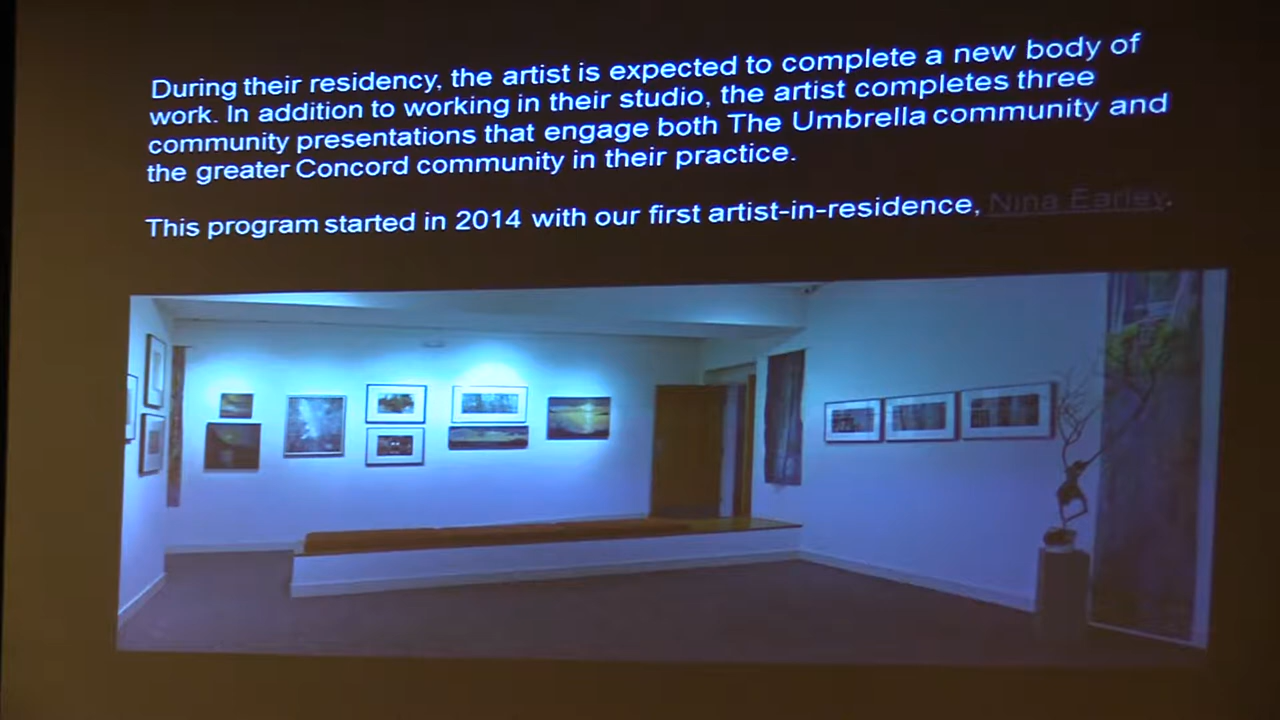 During their residency, the artist is expected to complete a new body of
work. In addition to working in their studio, the artist completes three
community presentations that engage both The Umbrella community and
the greater Concord community in their practice.
This program started in 2014 with our first artist-in-residence, Nina Earley.